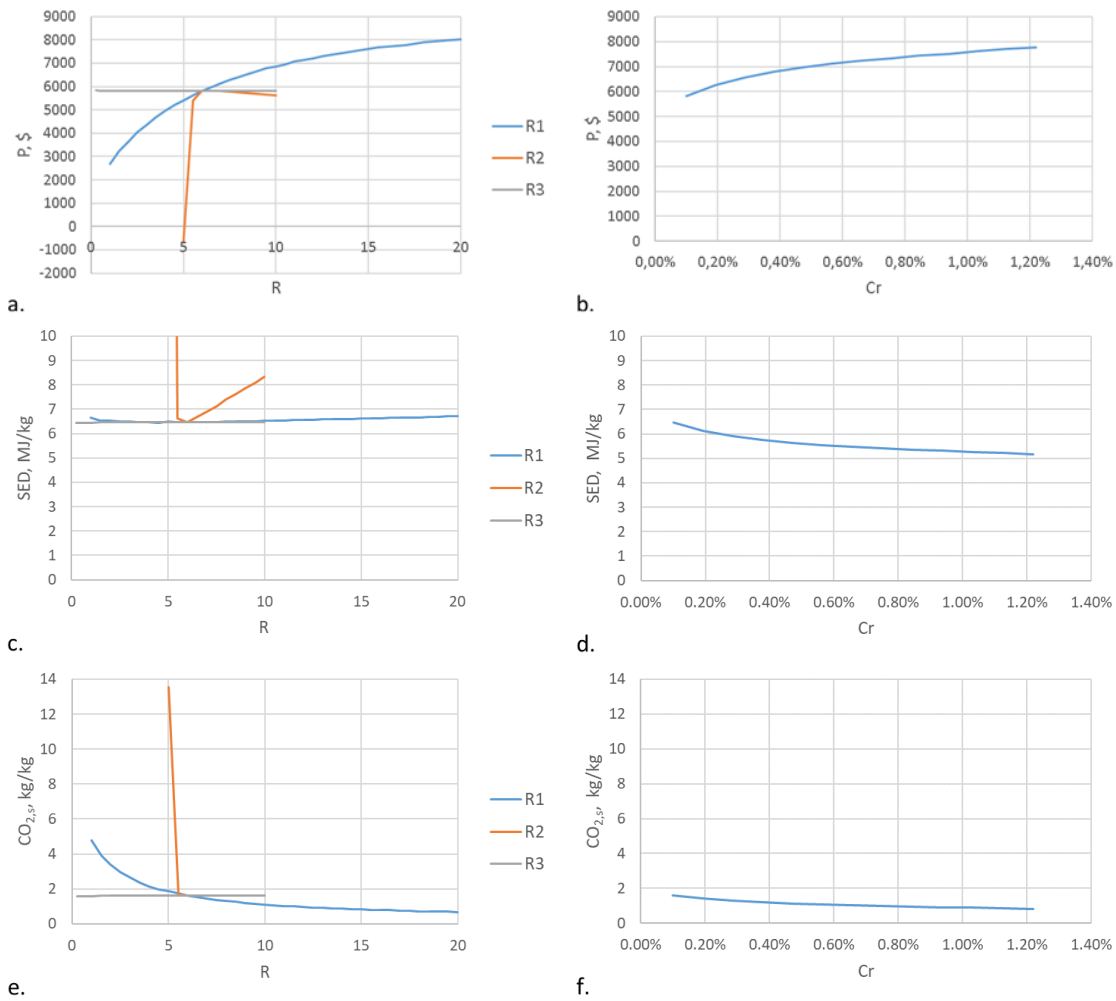 9000
8000
7000
6000
5000
4000
3000
2000
1000
0
-1000
-2000
P, $
0 5 10 15 20
R
R1
R2
R3
a.
9000
8000
7000
6000
5000
4000
3000
2000
1000
0
P, $
0,00% 0,20% 0,40% 0,60% 0,80% 1,00% 1,20% 1,40%
Cr
b.
10
9
8
7
6
5
4
3
2
1
0
SED, MJ/kg
0 5 10 15 20
R
R1
R2
R3
c.
10
9
8
7
6
5
4
3
2
1
0
SED, MJ/kg
0.00% 0.20% 0.40% 0.60% 0.80% 1.00% 1.20% 1.40%
Cr
d.
14
12
10
8
6
4
2
0
CO2,s, kg/kg
0 5 10 15 20
R
R1
R2
R3
e.
14
12
10
8
6
4
2
0
CO2,s, kg/kg
0.00% 0.20% 0.40% 0.60% 0.80% 1.00% 1.20% 1.40%
Cr
f.